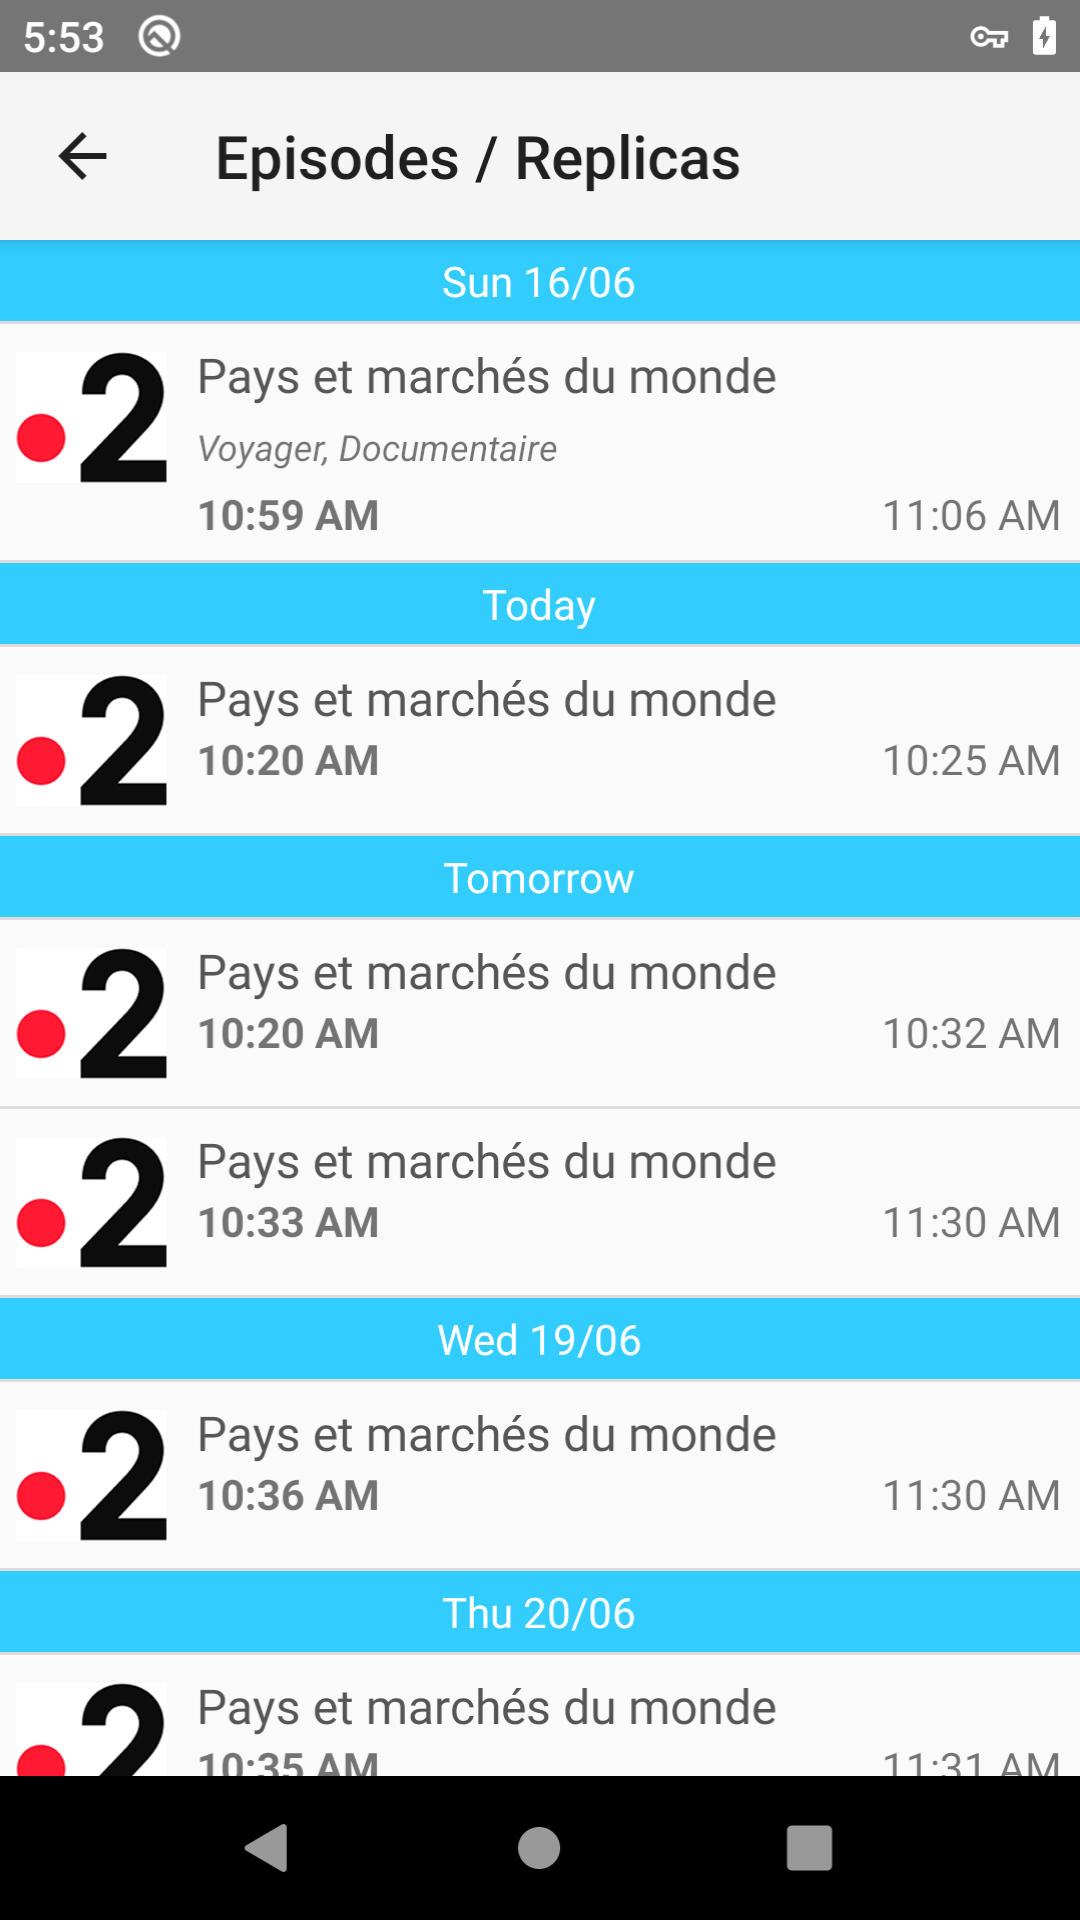 5:53
Episodes / Replicas
Sun 16/06
2
Pays et marchés du monde
Voyager, Documentaire
10:59 AM 11:06 AM
Today
2
Pays et marchés du monde
10:20 AM 10:25 AM
Tomorrow
2
Pays et marchés du monde
10:20 AM 10:32 AM
2
Pays et marchés du monde
10:33 AM 11:30 AM
Wed 19/06
2
Pays et marchés du monde
10:36 AM 11:30 AM
Thu 20/06
2
Pays et marchés du monde
10:35 AM 11:31 AM